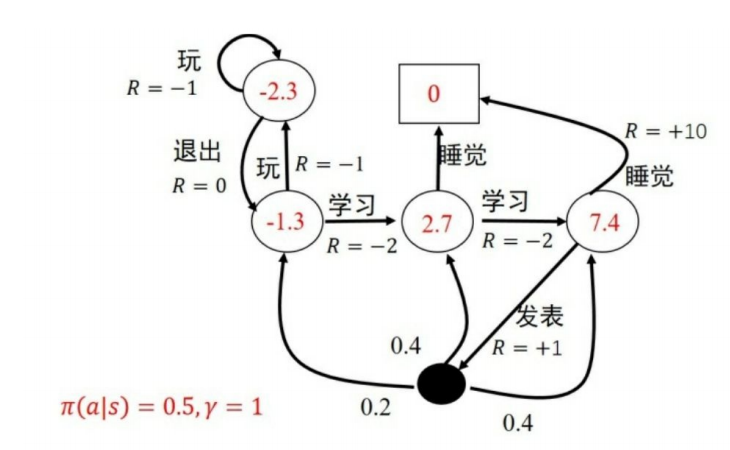 玩
R = −1
-2.3
0
R = +10
退出
R = 0
玩
R = −1
睡觉
睡觉
-1.3
学习
R = −2
2.7
学习
R = −2
7.4
发表
R = +1
0.4
0.2
0.4
π(a|s) = 0.5, γ = 1